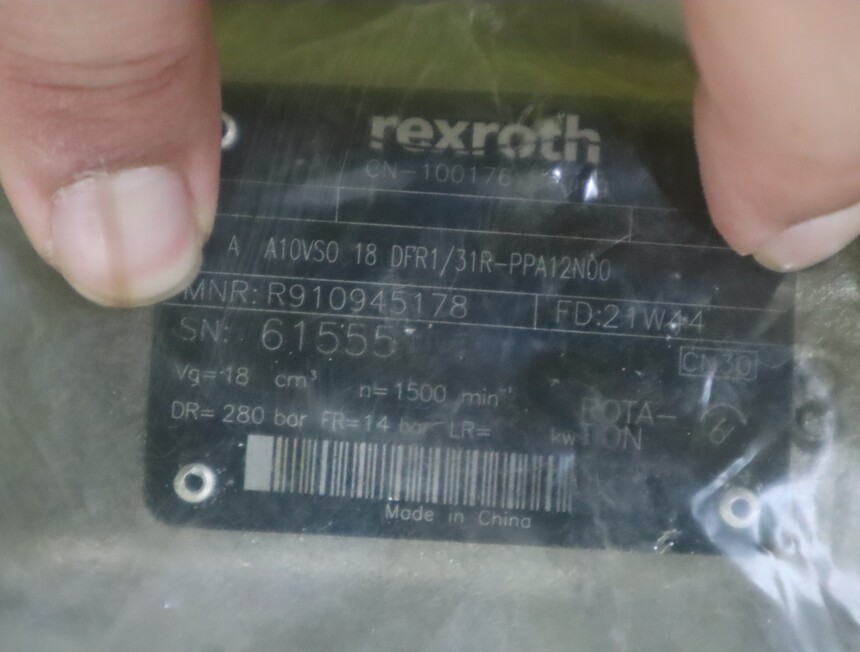 rexroth
CN-100176
A A10VSO 18 DFR1/31R-PPA12N00
MNR: R910945178 FD:21W44
SN: 61555
CN30
Vg= 18 cm³ n= 1500 min⁻¹
DR= 280 bar FR= 14 bar LR= kw
ROTA-
TION
Made in China